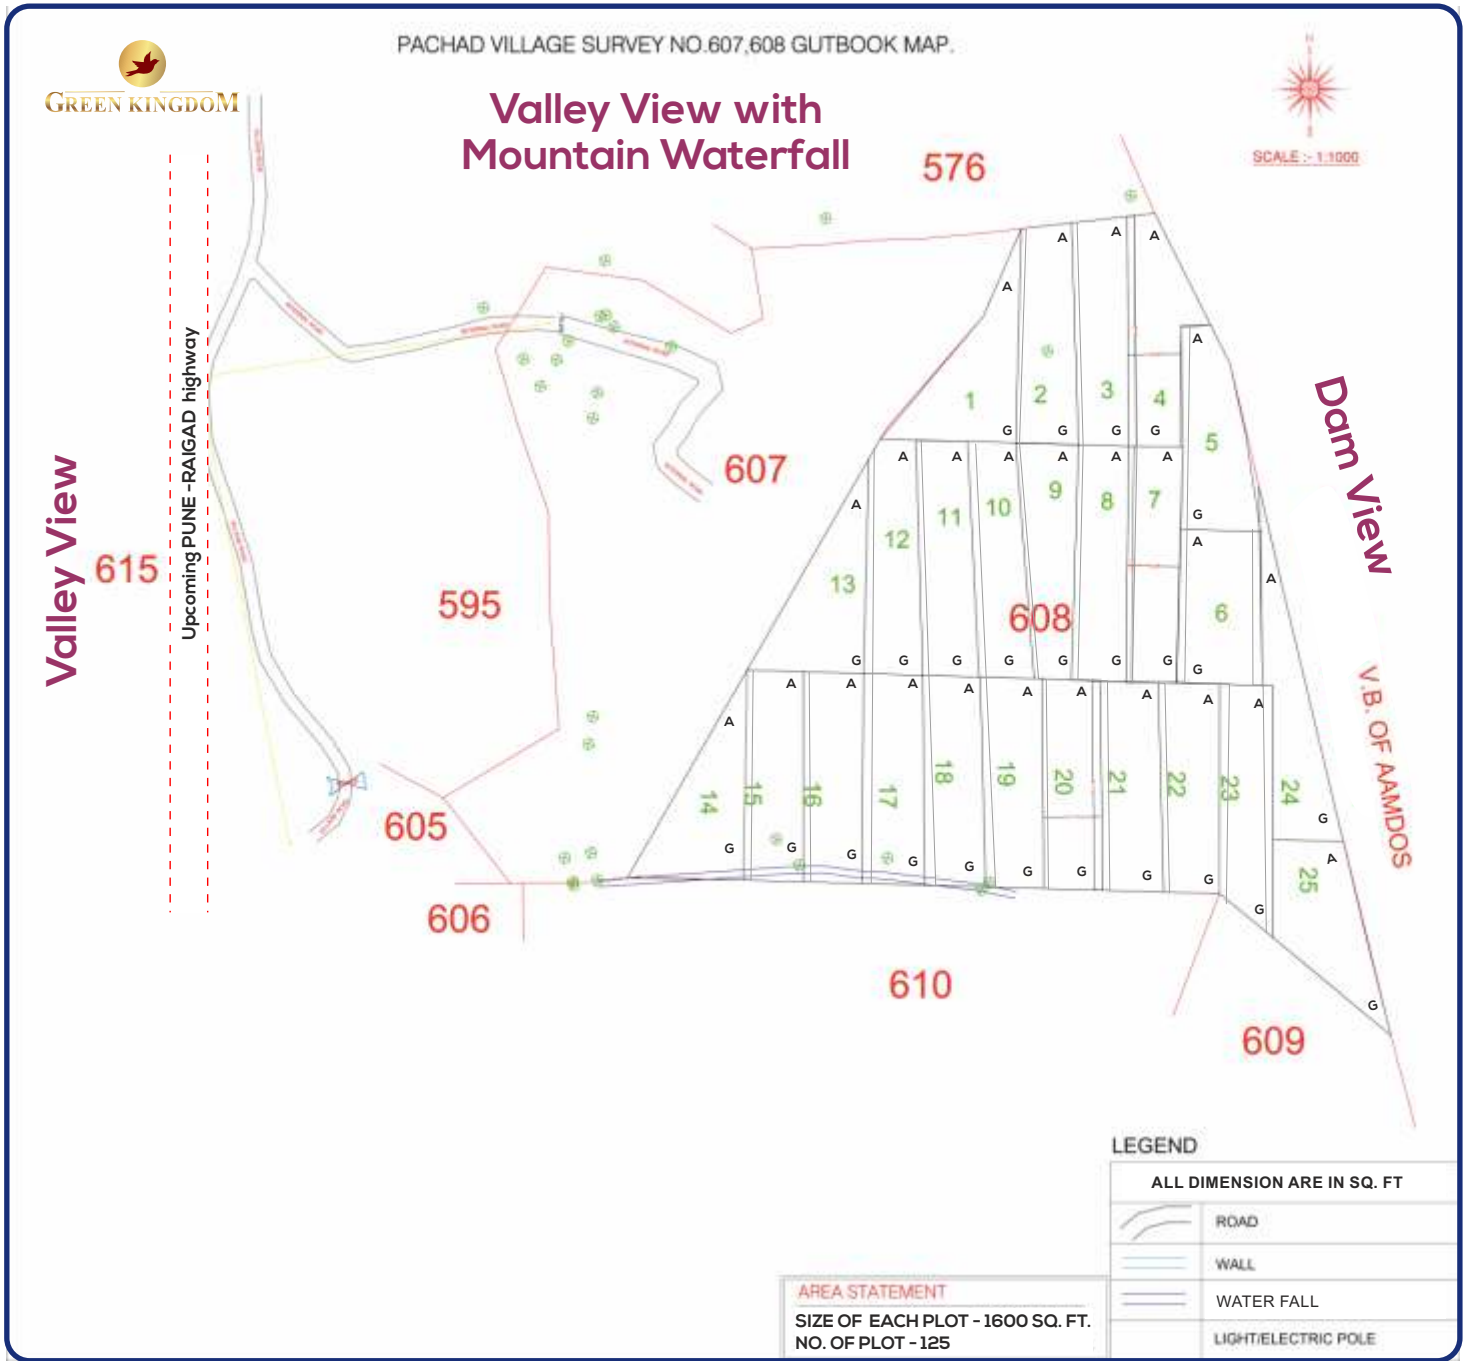 PACHAD VILLAGE SURVEY NO.607,608 GUTBOOK MAP.
GREEN KINGDOM
Valley View with
Mountain Waterfall
N
SCALE :- 1:1000
576
A
A
A
A
A
1
2
3
4
5
G
G
G
G
Upcoming PUNE -RAIGAD highway
Valley View
Dam View
607
615
595
A
A
A
A
A
A
A
G
A
A
13
12
11
10
9
8
7
6
608
G
G
G
G
G
G
G
G
V.B. OF AAMDOS
A
A
A
A
A
A
A
A
A
A
14
15
16
17
18
19
20
21
22
23
24
25
G
G
G
G
G
G
G
G
G
G
G
A
G
605
606
610
609
LEGEND
ALL DIMENSION ARE IN SQ. FT
ROAD
WALL
WATER FALL
LIGHT/ELECTRIC POLE
AREA STATEMENT
SIZE OF EACH PLOT - 1600 SQ. FT.
NO. OF PLOT - 125